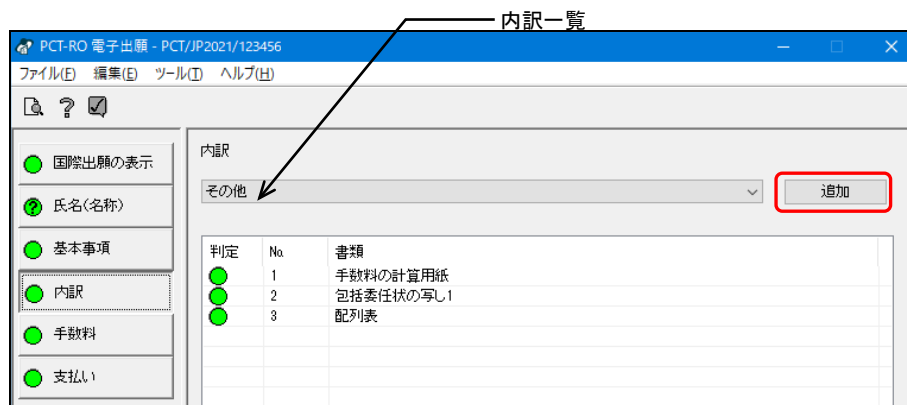 内訳一覧
PCT-RO 電子出願 - PCT/JP2021/123456
ファイル(F) 編集(E) ツール(T) ヘルプ(H)
国際出願の表示
氏名(名称)
基本事項
内訳
手数料
支払い
内訳
その他 追加
判定 No. 書類
1 手数料の計算用紙
2 包括委任状の写し1
3 配列表